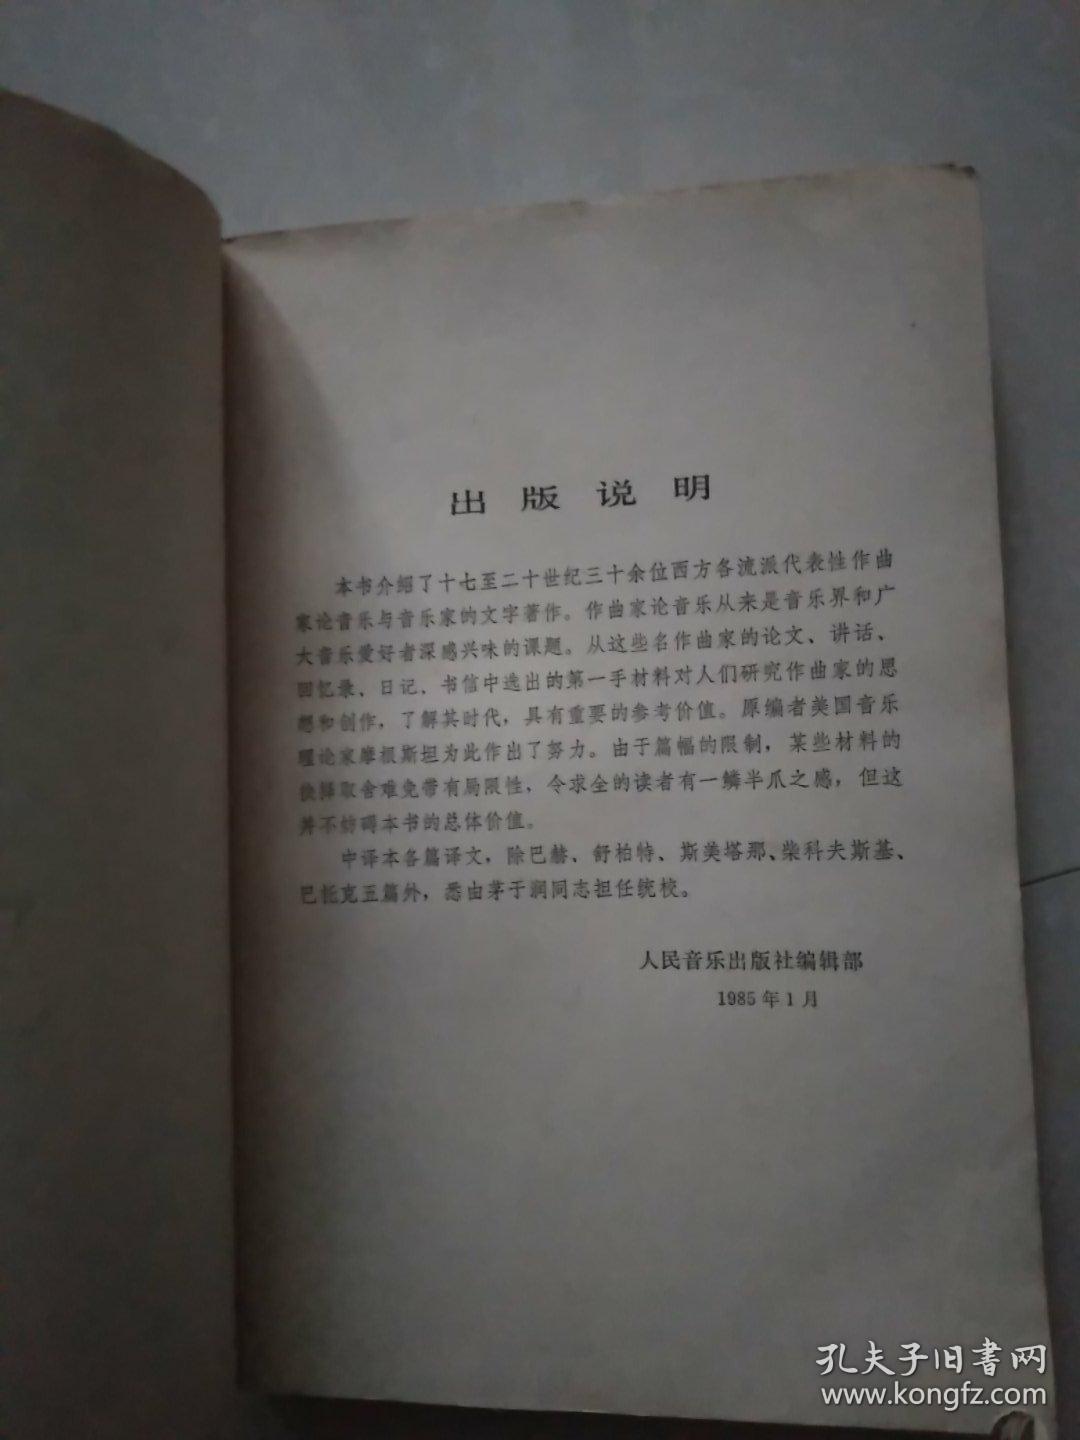 出版说明
本书介绍了十七至二十世纪三十余位西方各流派代表性作曲
家论音乐与音乐家的文字著作。作曲家论音乐从来是音乐界和广
大音乐爱好者深感兴味的课题。从这些名作曲家的论文、讲话、
回忆录、日记、书信中选出的第一手材料对人们研究作曲家的思
想和创作，了解其时代，具有重要的参考价值。原编者美国音乐
理论家摩根斯坦为此作出了努力。由于篇幅的限制，某些材料的
抉择取舍难免带有局限性，令求全的读者有一鳞半爪之感，但这
并不妨碍本书的总体价值。
中译本各篇译文，除巴赫、舒柏特、斯美塔那、柴科夫斯基、
巴托克五篇外，悉由茅于润同志担任统校。
人民音乐出版社编辑部
1985年1月
孔夫子旧书网
www.kongfz.com